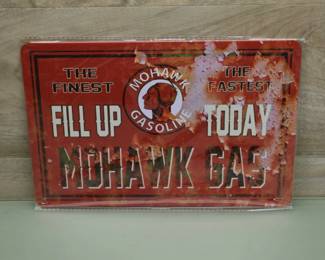 THE FINEST
THE FASTEST
MOHAWK GASOLINE
FILL UP TODAY
MOHAWK GAS